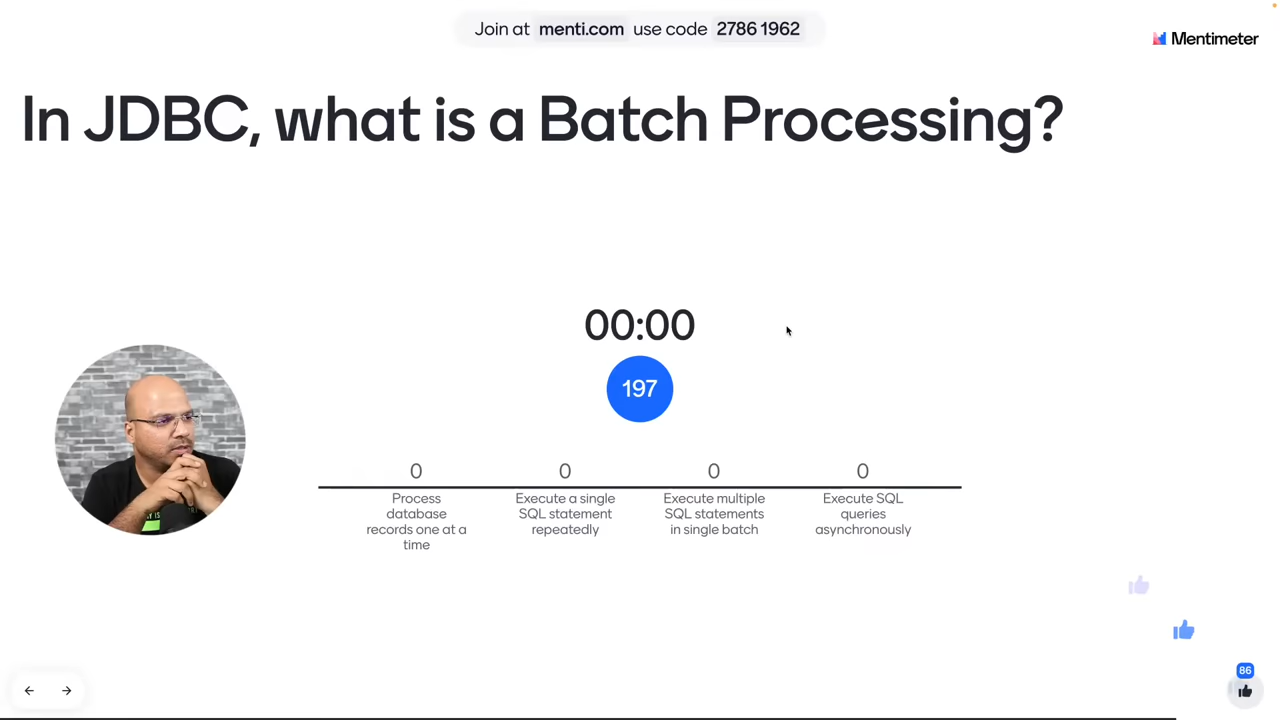 Join at menti.com use code 2786 1962
Mentimeter
In JDBC, what is a Batch Processing?
00:00
197
0
0
0
0
Process
database
records one at a
time
Execute a single
SQL statement
repeatedly
Execute multiple
SQL statements
in single batch
Execute SQL
queries
asynchronously
86